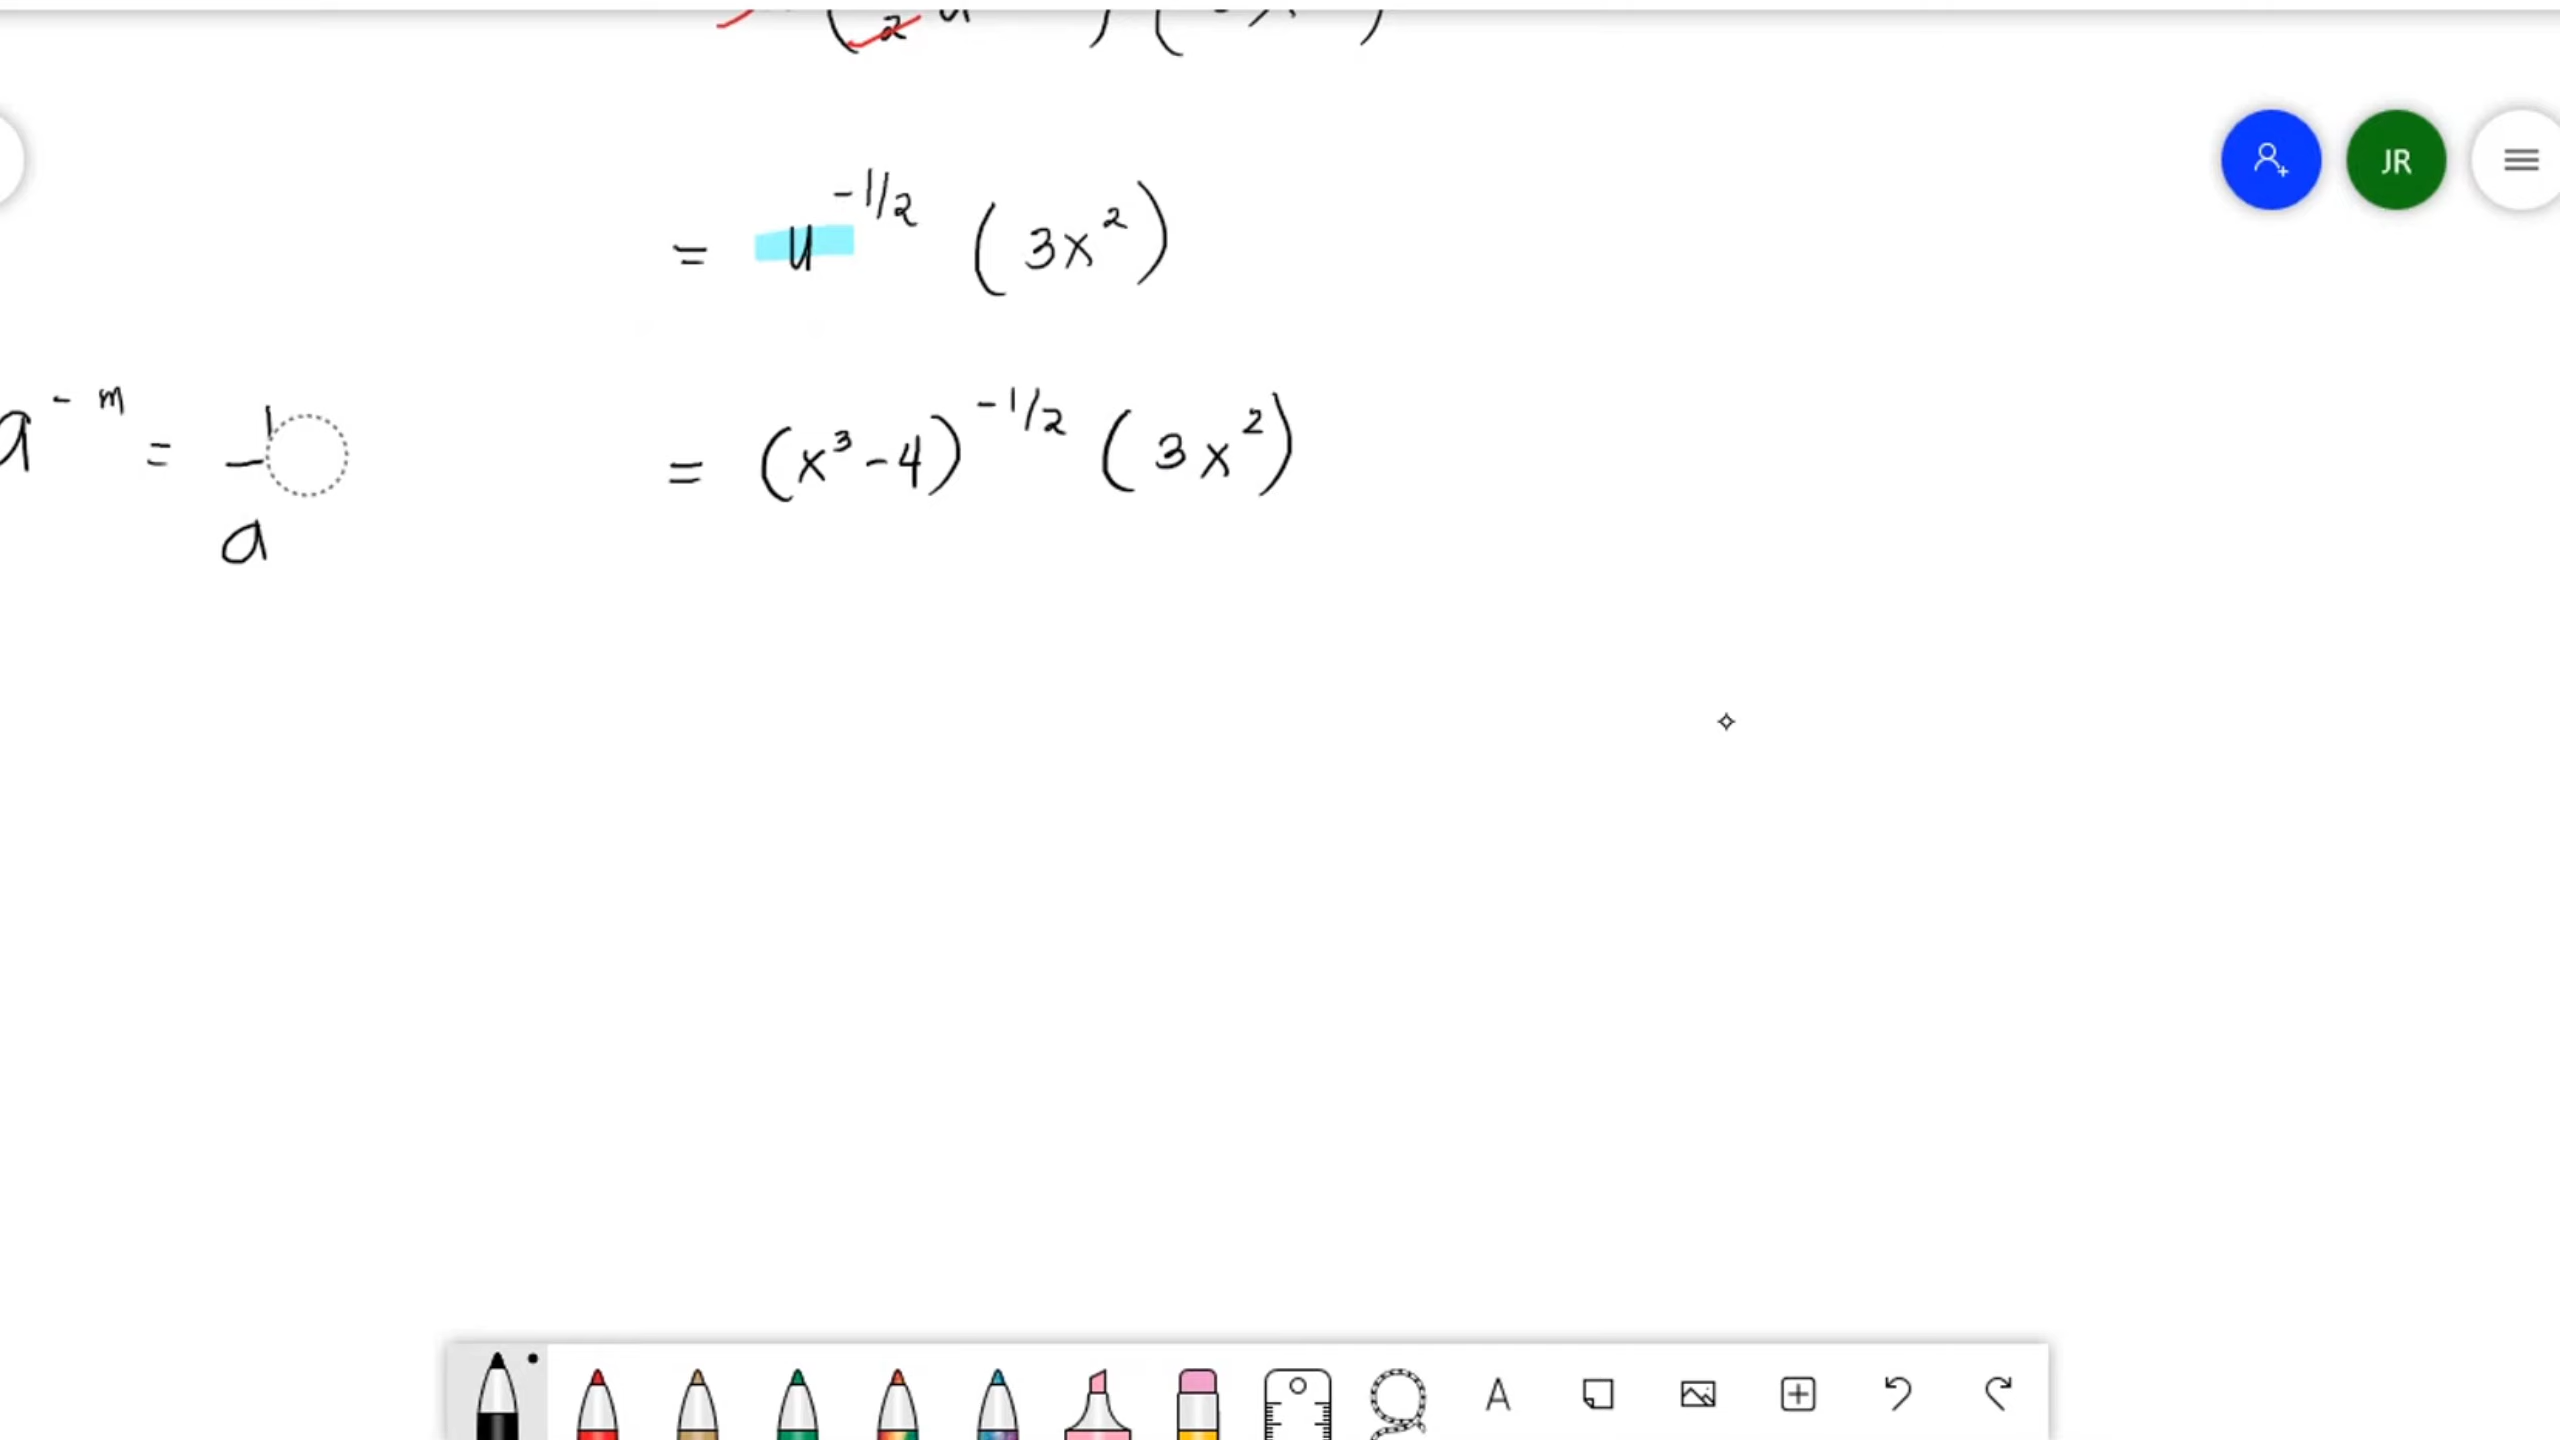 = u^{-1/2} (3x^2)
a^{-m} = 1/a
= (x^3-4)^{-1/2} (3x^2)
JR
A